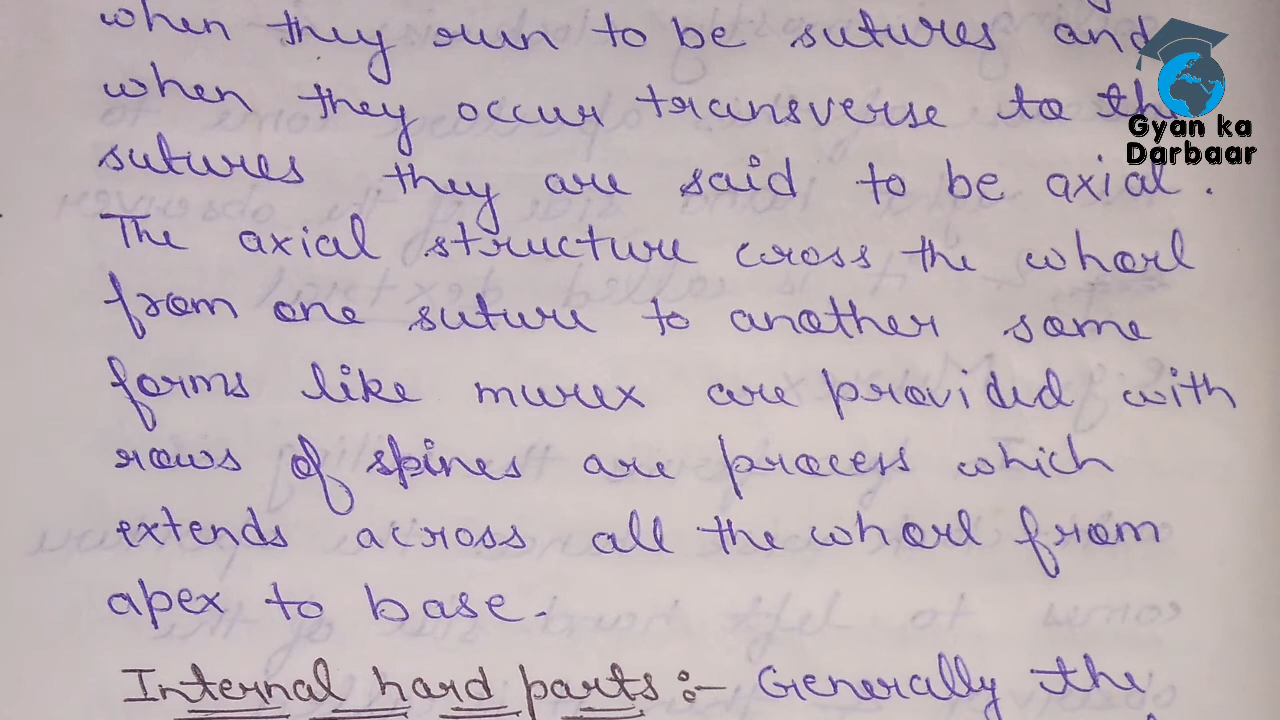 when they run to be sutures and
when they occur transverse to the
sutures they are said to be axial.
The axial structure cross the whorl
from one suture to another some
forms like murex are provided with
rows of spines are process which
extends across all the whorl from
apex to base.
Internal hard parts :- Generally the
Gyan ka
Darbaar